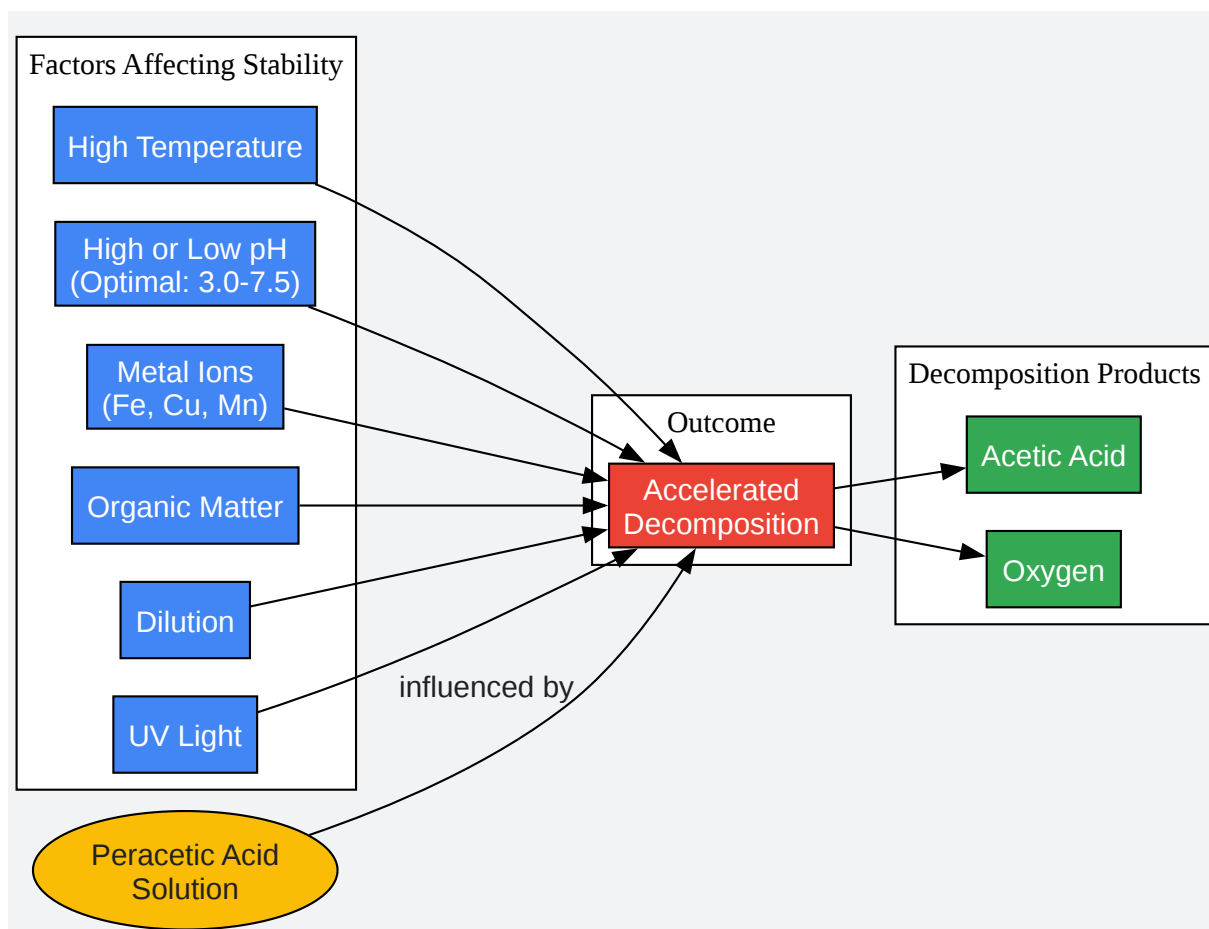 Factors Affecting Stability
High Temperature
High or Low pH
(Optimal: 3.0-7.5)
Metal Ions
(Fe, Cu, Mn)
Organic Matter
Dilution
UV Light
Peracetic Acid
Solution
influenced by
Outcome
Accelerated
Decomposition
Decomposition Products
Acetic Acid
Oxygen